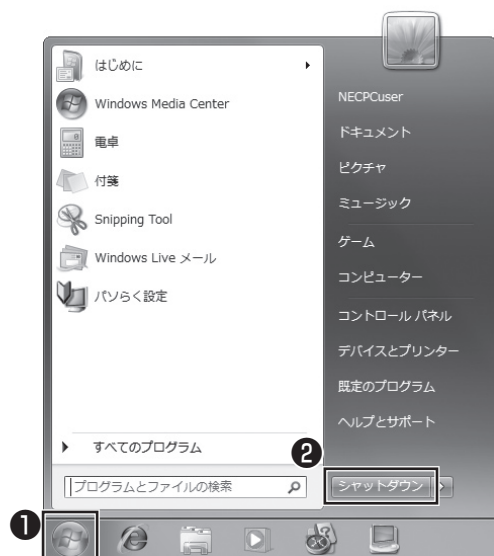 はじめに
Windows Media Center
電卓
付箋
Snipping Tool
Windows Live メール
パソらく設定
すべてのプログラム
プログラムとファイルの検索
NECPCuser
ドキュメント
ピクチャ
ミュージック
ゲーム
コンピューター
コントロール パネル
デバイスとプリンター
既定のプログラム
ヘルプとサポート
❷
シャットダウン
❶